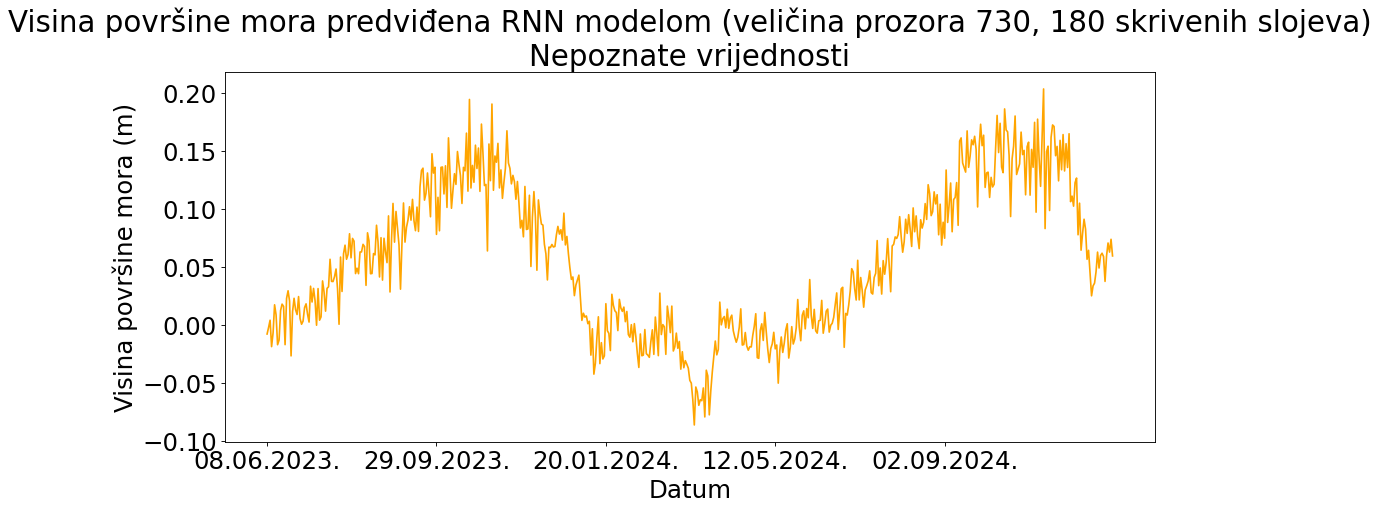 Visina površine mora predviđena RNN modelom (veličina prozora 730, 180 skrivenih slojeva)
Nepoznate vrijednosti
Visina površine mora (m)
0.20
0.15
0.10
0.05
0.00
−0.05
−0.10
08.06.2023. 29.09.2023. 20.01.2024. 12.05.2024. 02.09.2024.
Datum